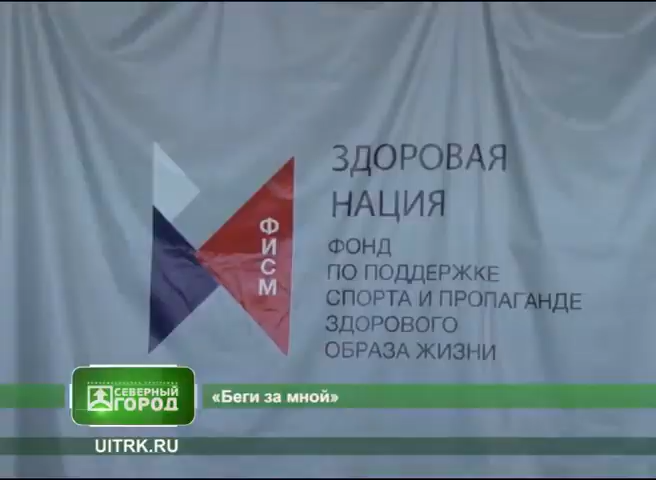 ЗДОРОВАЯ
НАЦИЯ
ФИСМ
ФОНД
ПО ПОДДЕРЖКЕ
СПОРТА И ПРОПАГАНДЕ
ЗДОРОВОГО
ОБРАЗА ЖИЗНИ
СЕВЕРНЫЙ
ГОРОД
«Беги за мной»
UITRK.RU